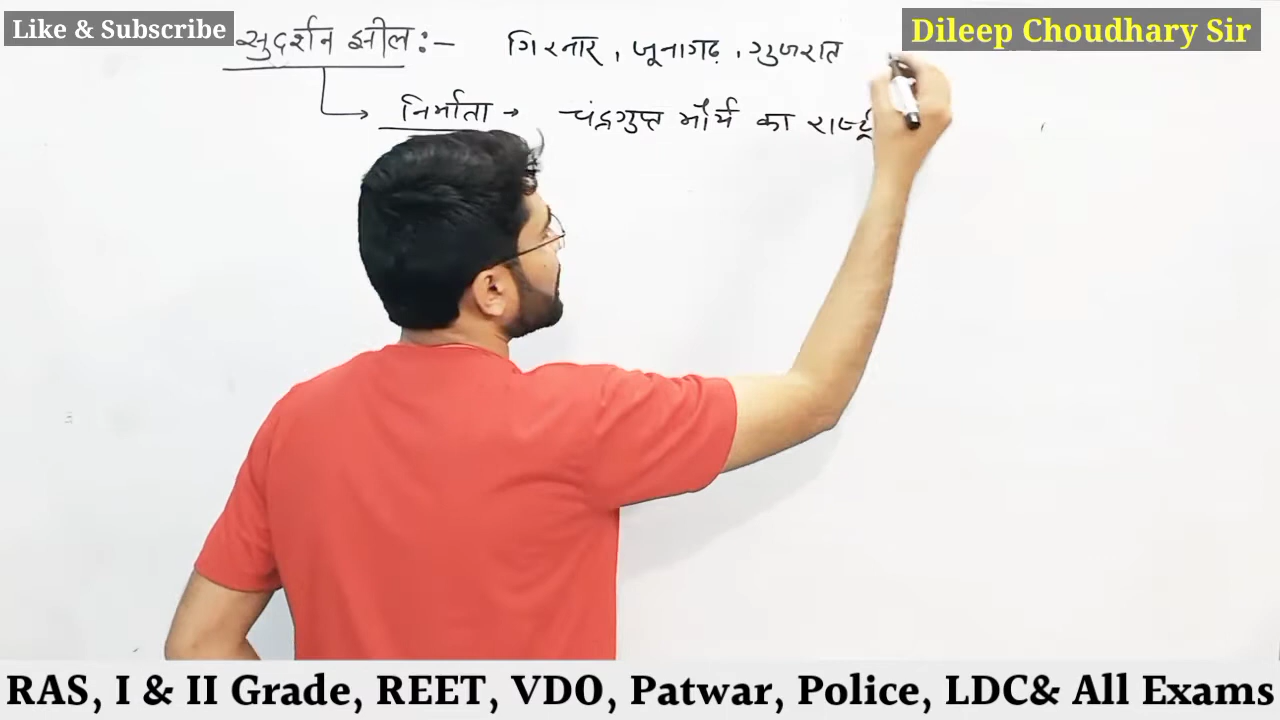 Like & Subscribe
Dileep Choudhary Sir
सुदर्शन झील :- गिरनार, जूनागढ़, गुजरात
निर्माता → चंद्रगुप्त मौर्य का
RAS, I & II Grade, REET, VDO, Patwar, Police, LDC& All Exams